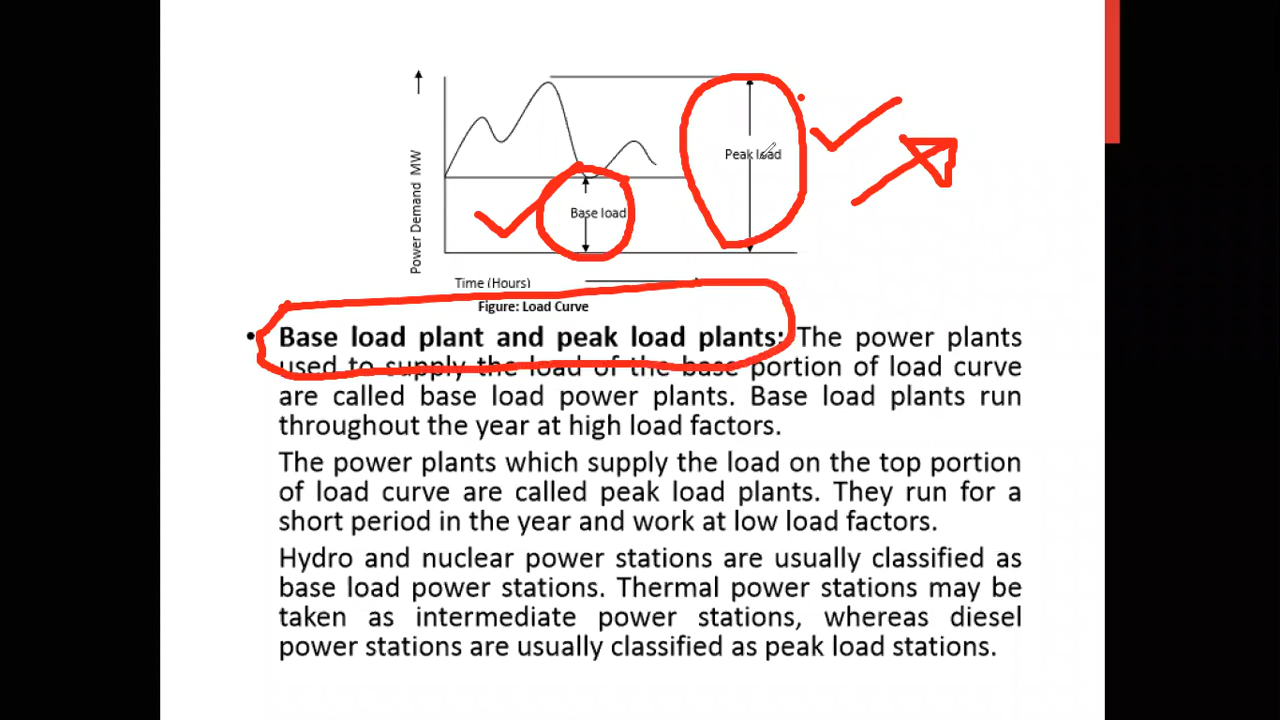 Power Demand MW
Peak load
Base load
Time (Hours)
Figure: Load Curve
• Base load plant and peak load plants: The power plants
used to supply the load of the base portion of load curve
are called base load power plants. Base load plants run
throughout the year at high load factors.
The power plants which supply the load on the top portion
of load curve are called peak load plants. They run for a
short period in the year and work at low load factors.
Hydro and nuclear power stations are usually classified as
base load power stations. Thermal power stations may be
taken as intermediate power stations, whereas diesel
power stations are usually classified as peak load stations.